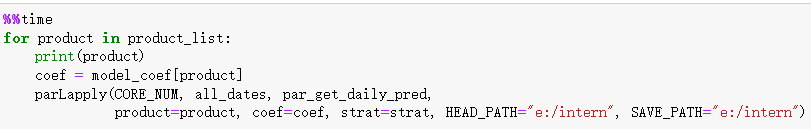 %%time
for product in product_list:
    print(product)
    coef = model_coef[product]
    parLapply(CORE_NUM, all_dates, par_get_daily_pred,
              product=product, coef=coef, strat=strat, HEAD_PATH="e:/intern", SAVE_PATH="e:/intern")